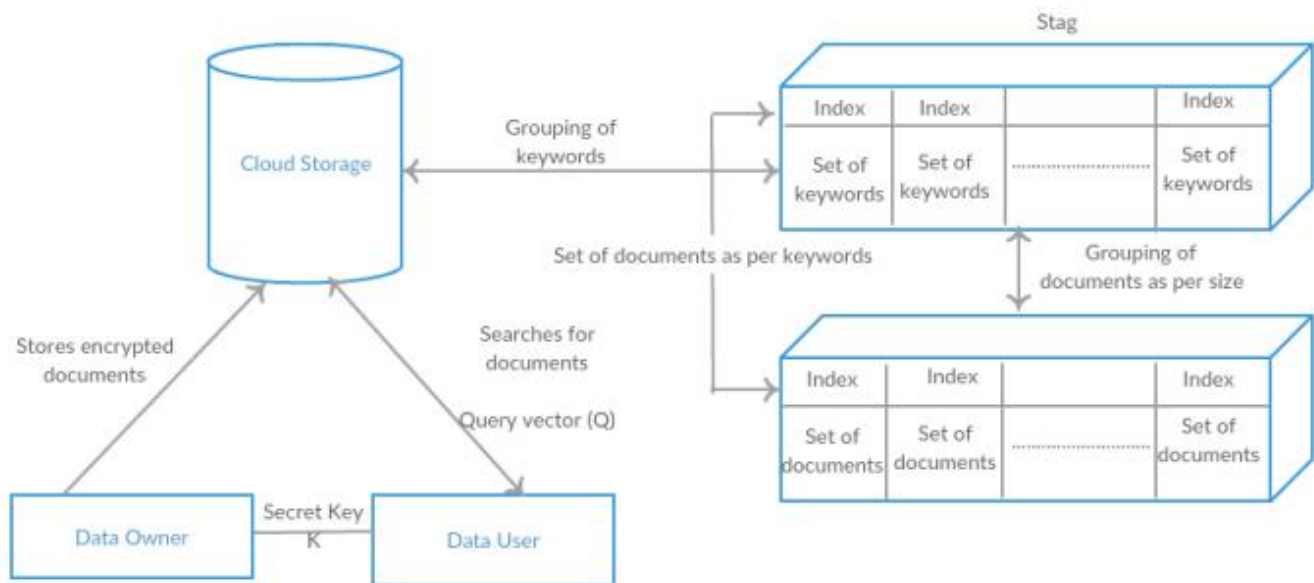 Stag
Index
Index
Index
Grouping of
keywords
Cloud Storage
Set of
keywords
Set of
keywords
Set of
keywords
Set of documents as per keywords
Grouping of
documents as per size
Stores encrypted
documents
Searches for
documents
Query vector (Q)
Index
Index
Index
Set of
documents
Set of
documents
Set of
documents
Data Owner
Secret Key
K
Data User